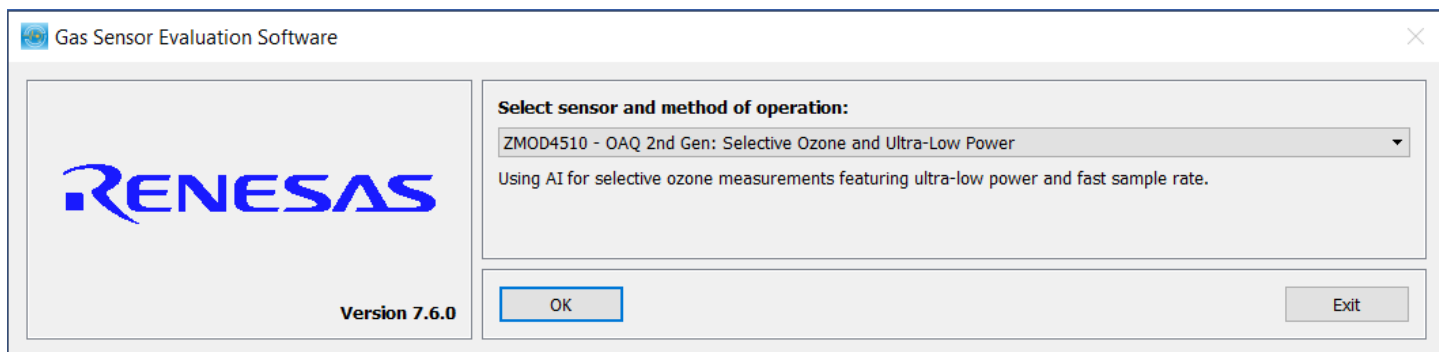 Gas Sensor Evaluation Software
RENESAS
Version 7.6.0
Select sensor and method of operation:
ZMOD4510 - OAQ 2nd Gen: Selective Ozone and Ultra-Low Power
Using AI for selective ozone measurements featuring ultra-low power and fast sample rate.
OK
Exit